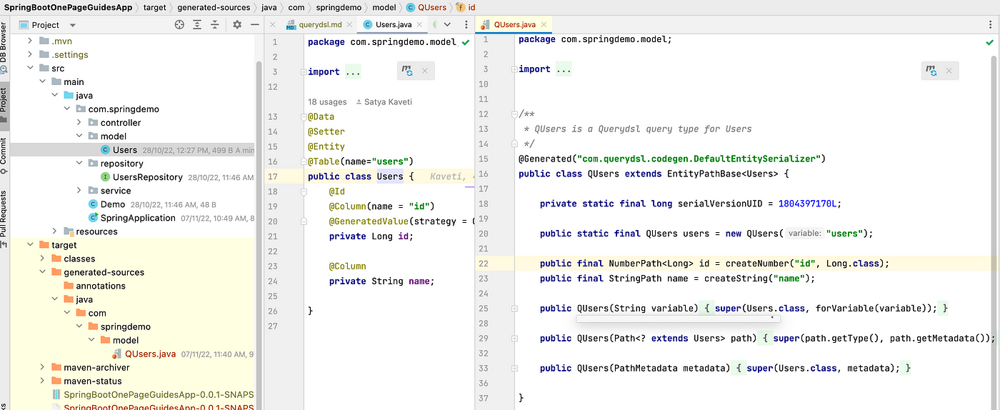 SpringBootOnePageGuidesApp target generated-sources java com springdemo model QUsers id
DB Browser
Project
Commit
Pull Requests
Project
.mvn
.settings
src
main
java
com.springdemo
controller
model
Users 28/10/22, 12:27 PM, 499 B A min
repository
UsersRepository 28/10/22, 11:46 AM
service
Demo 28/10/22, 11:46 AM, 48 B
SpringApplication 07/11/22, 10:49 AM, 8
resources
target
classes
generated-sources
annotations
java
com
springdemo
model
QUsers.java 07/11/22, 11:40 AM, 9
maven-archiver
maven-status
SpringBootOnePageGuidesApp-0.0.1-SNAPS
SpringBootOnePageGuidesApp-0.0.1-SNAPS
querydsl.md Users.java
1 package com.springdemo.model
2
3 import ...
12
18 usages Satya Kaveti
13 @Data
14 @Setter
15 @Entity
16 @Table(name="users")
17 public class Users { Kaveti,
18 @Id
19 @Column(name = "id")
20 @GeneratedValue(strategy =
21 private Long id;
22
23 @Column
24 private String name;
25
26 }
27
QUsers.java
1 package com.springdemo.model;
2
3 import ...
10
11
12 /**
13 * QUsers is a Querydsl query type for Users
14 */
15 @Generated("com.querydsl.codegen.DefaultEntitySerializer")
16 public class QUsers extends EntityPathBase<Users> {
17
18 private static final long serialVersionUID = 1804397170L;
19
20 public static final QUsers users = new QUsers( variable: "users");
21
22 public final NumberPath<Long> id = createNumber("id", Long.class);
23 public final StringPath name = createString("name");
24
25 public QUsers(String variable) { super(Users.class, forVariable(variable)); }
28
29 public QUsers(Path<? extends Users> path) { super(path.getType(), path.getMetadata());
32
33 public QUsers(PathMetadata metadata) { super(Users.class, metadata); }
36
37 }